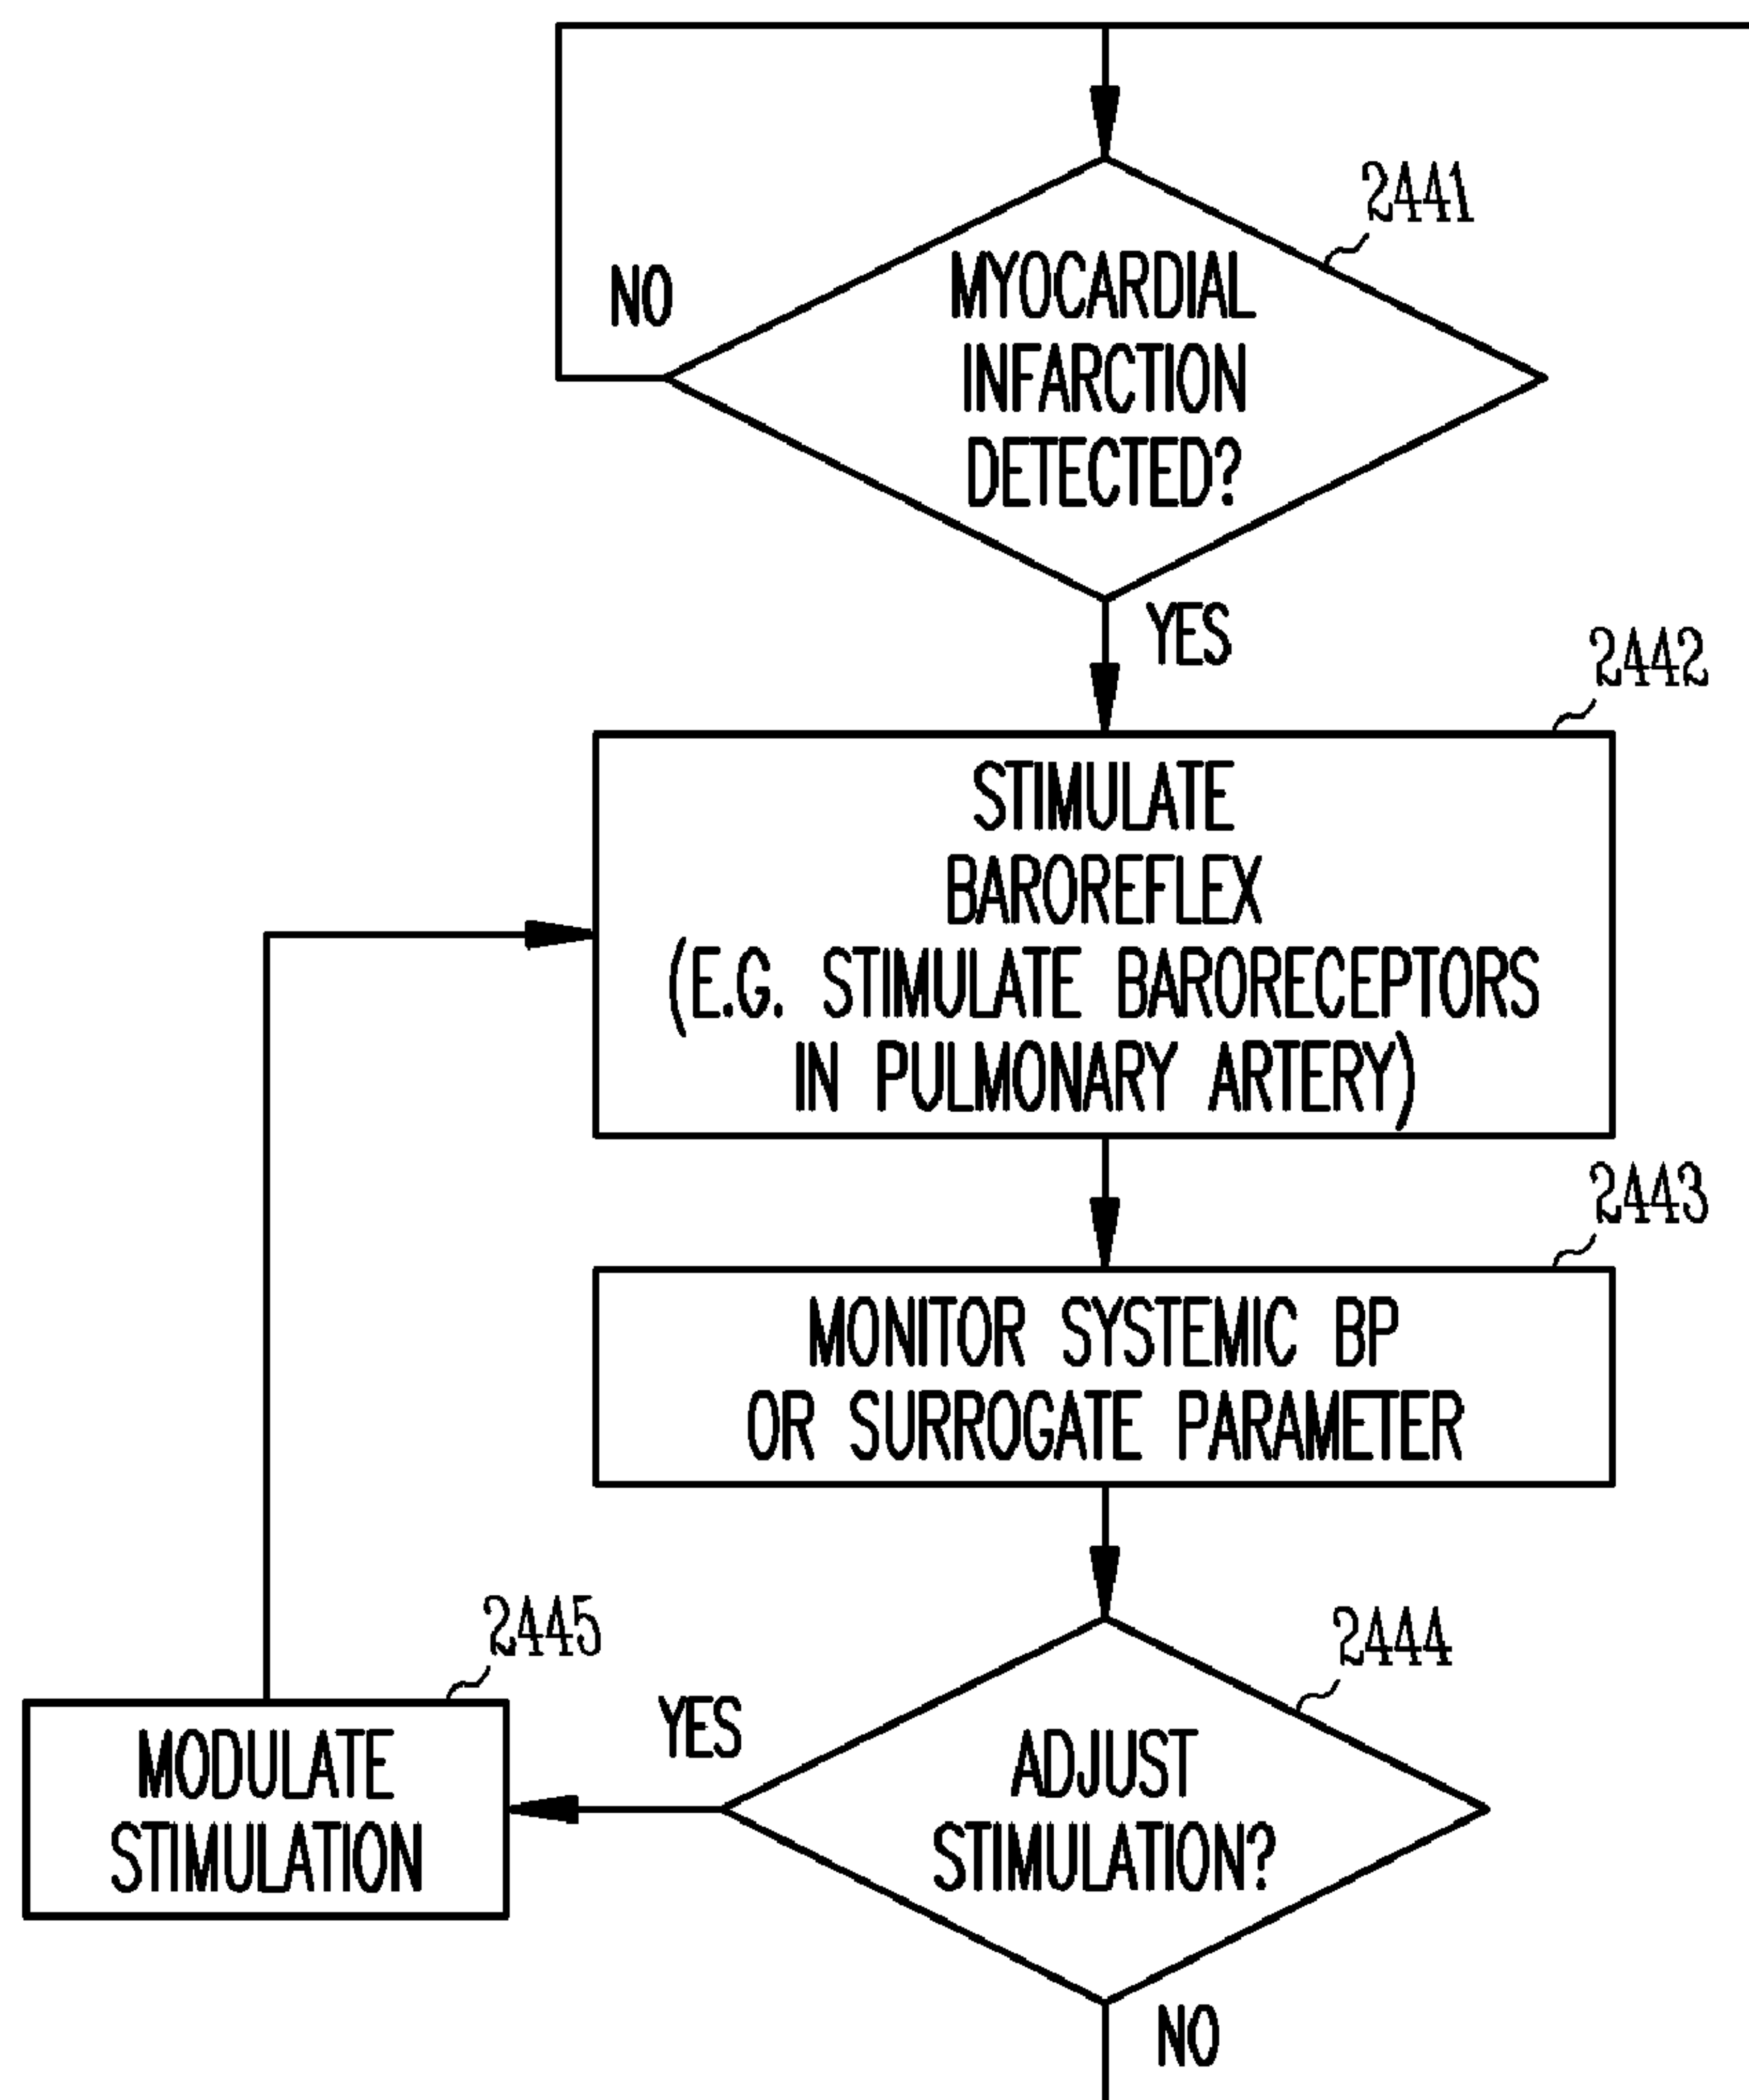 2441
MYOCARDIAL
INFARCTION
DETECTED?
NO
YES
2442
STIMULATE
BAROREFLEX
(E.G. STIMULATE BARORECEPTORS
IN PULMONARY ARTERY)
2443
MONITOR SYSTEMIC BP
OR SURROGATE PARAMETER
2444
ADJUST
STIMULATION?
YES
2445
MODULATE
STIMULATION
NO